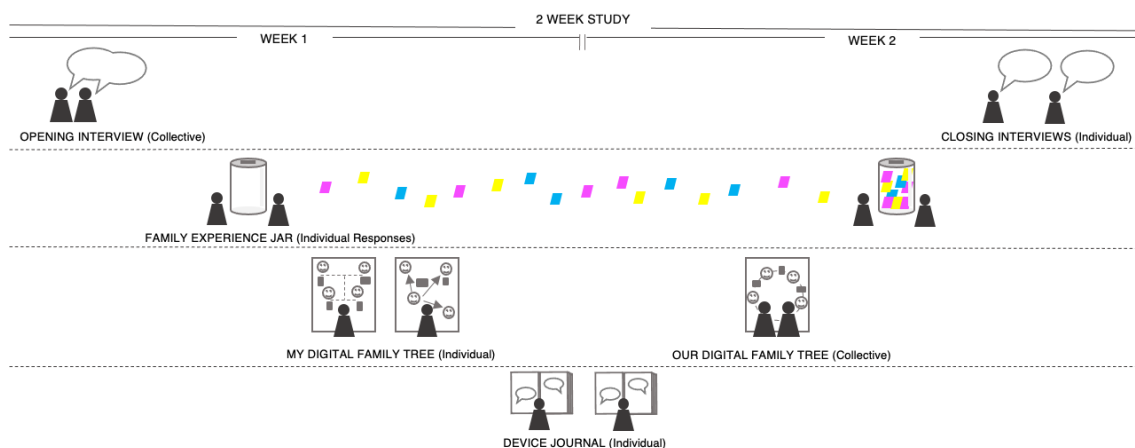 2 WEEK STUDY
WEEK 1
WEEK 2
OPENING INTERVIEW (Collective)
CLOSING INTERVIEWS (Individual)
FAMILY EXPERIENCE JAR (Individual Responses)
MY DIGITAL FAMILY TREE (Individual)
OUR DIGITAL FAMILY TREE (Collective)
DEVICE JOURNAL (Individual)